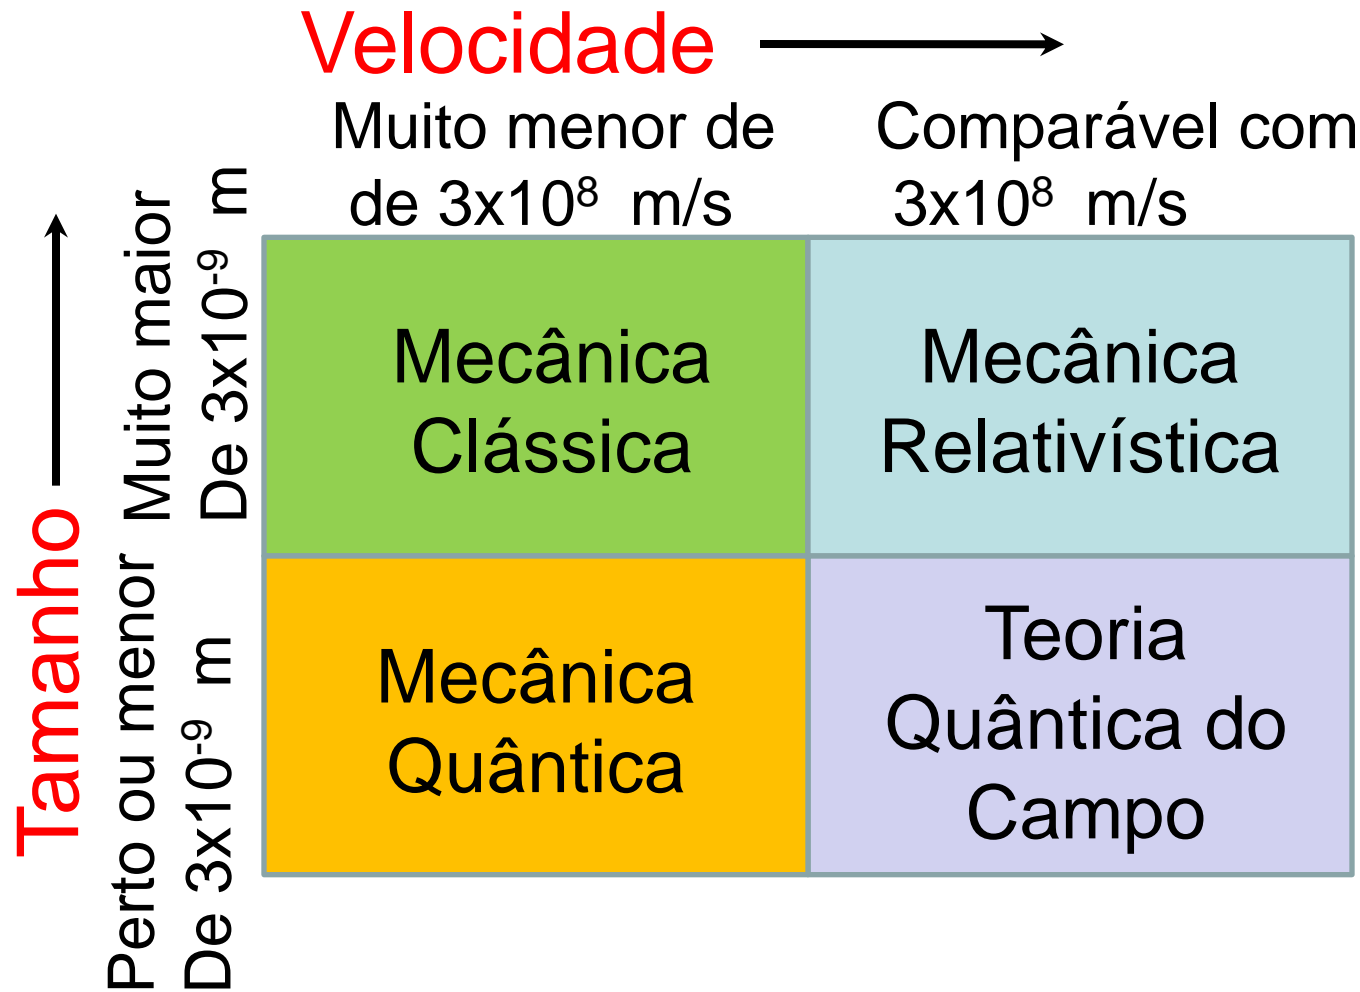 Velocidade
Muito menor de
de 3x10⁸ m/s
Comparável com
3x10⁸ m/s
Tamanho
Muito maior
De 3x10⁻⁹ m
Perto ou menor
De 3x10⁻⁹ m
Mecânica
Clássica
Mecânica
Relativística
Mecânica
Quântica
Teoria
Quântica do
Campo